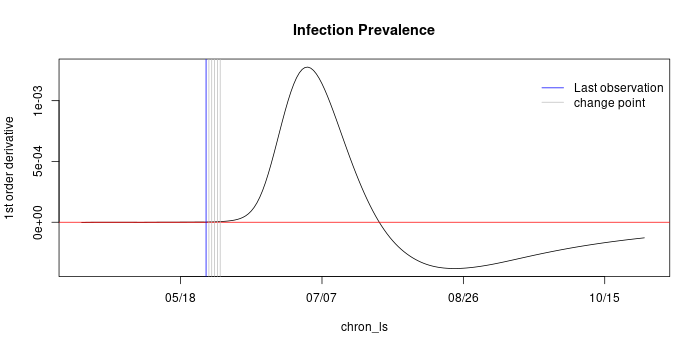 Infection Prevalence
1st order derivative
1e-03
5e-04
0e+00
Last observation
change point
05/18
07/07
08/26
10/15
chron_ls